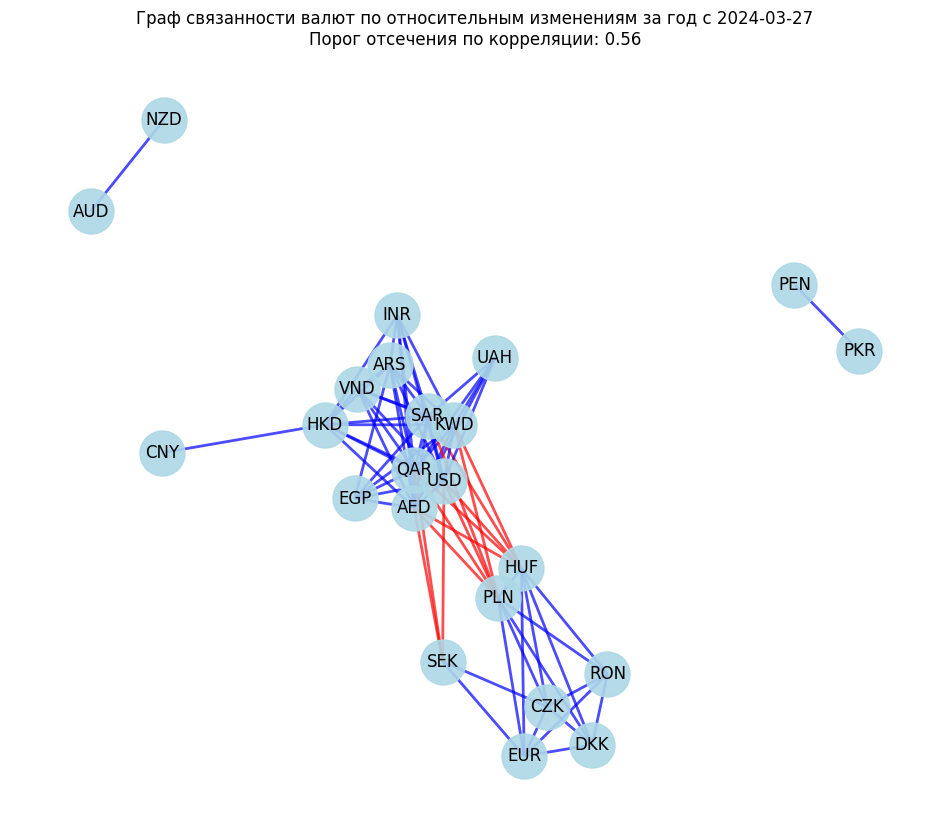 Граф связанности валют по относительным изменениям за год с 2024-03-27
Порог отсечения по корреляции: 0.56
NZD
AUD
PEN
INR
PKR
UAH
ARS
VND
SAR
HKD
KWD
CNY
QAR
USD
EGP
AED
HUF
PLN
SEK
RON
CZK
DKK
EUR